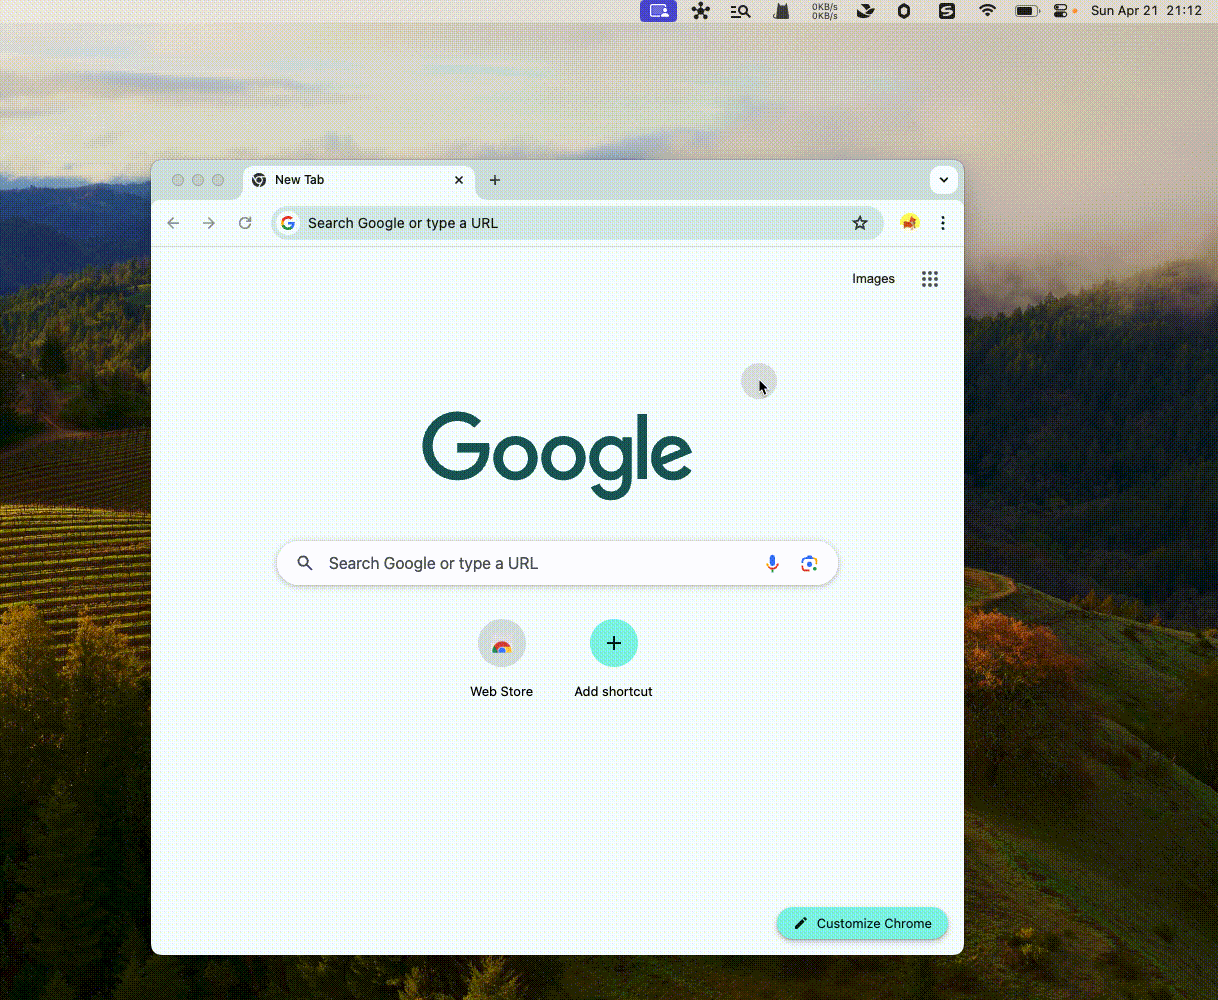 0KB/s
0KB/s
Sun Apr 21 21:12
New Tab
Search Google or type a URL
Images
Google
Search Google or type a URL
Web Store
Add shortcut
Customize Chrome